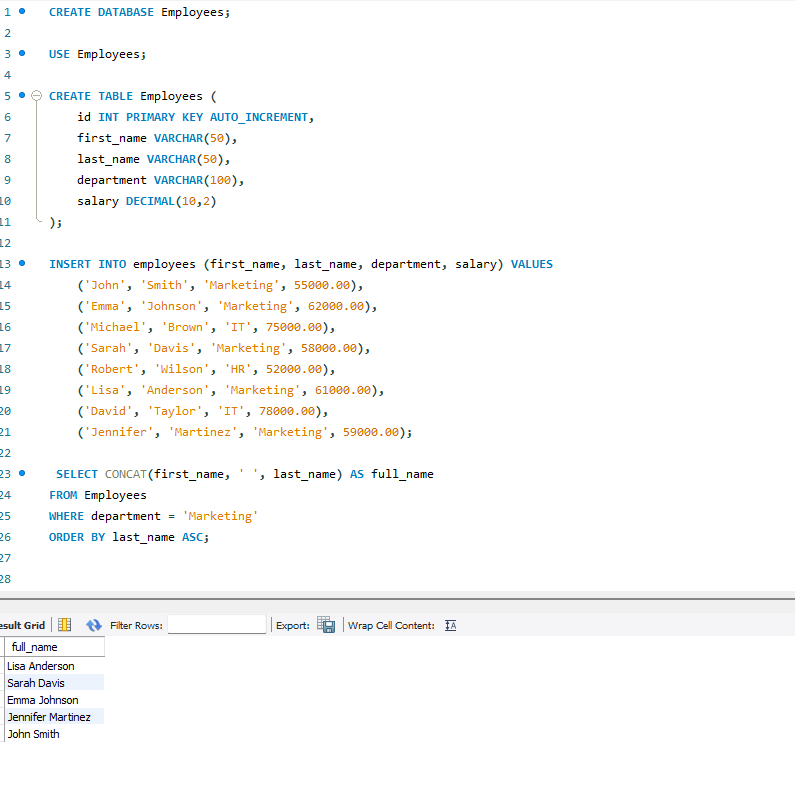 1 CREATE DATABASE Employees;
2
3 USE Employees;
4
5 CREATE TABLE Employees (
6 id INT PRIMARY KEY AUTO_INCREMENT,
7 first_name VARCHAR(50),
8 last_name VARCHAR(50),
9 department VARCHAR(100),
10 salary DECIMAL(10,2)
11 );
12
13 INSERT INTO employees (first_name, last_name, department, salary) VALUES
14 ('John', 'Smith', 'Marketing', 55000.00),
15 ('Emma', 'Johnson', 'Marketing', 62000.00),
16 ('Michael', 'Brown', 'IT', 75000.00),
17 ('Sarah', 'Davis', 'Marketing', 58000.00),
18 ('Robert', 'Wilson', 'HR', 52000.00),
19 ('Lisa', 'Anderson', 'Marketing', 61000.00),
20 ('David', 'Taylor', 'IT', 78000.00),
21 ('Jennifer', 'Martinez', 'Marketing', 59000.00);
22
23 SELECT CONCAT(first_name, ' ', last_name) AS full_name
24 FROM Employees
25 WHERE department = 'Marketing'
26 ORDER BY last_name ASC;
27
28
esult Grid Filter Rows: Export: Wrap Cell Content: IA
full_name
Lisa Anderson
Sarah Davis
Emma Johnson
Jennifer Martinez
John Smith